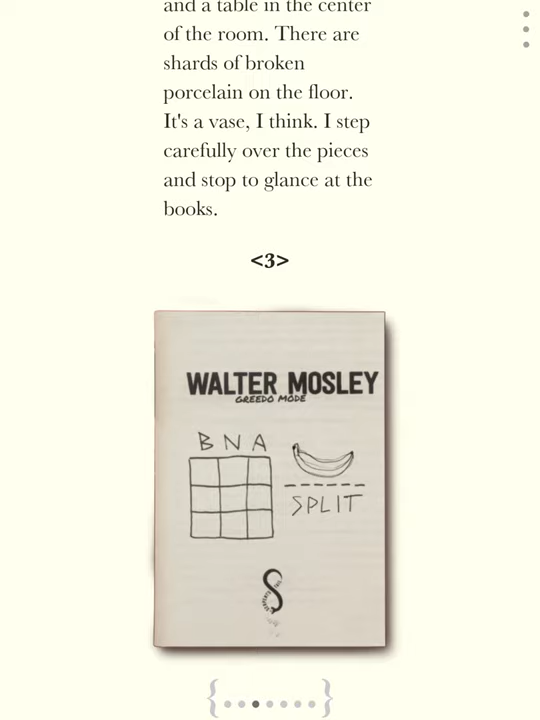 and a table in the center
of the room. There are
shards of broken
porcelain on the floor.
It's a vase, I think. I step
carefully over the pieces
and stop to glance at the
books.
<3>
WALTER MOSLEY
GREEDO MODE
B N A
SPLIT